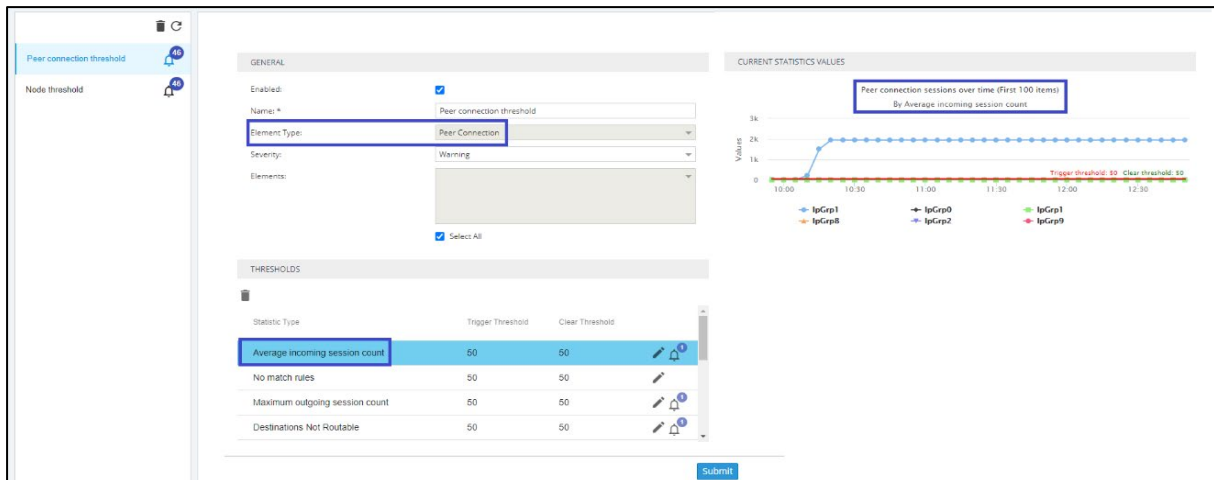 Peer connection threshold 46
Node threshold 46
GENERAL
Enabled:
Name: * Peer connection threshold
Element Type: Peer Connection
Severity: Warning
Elements:
Select All
THRESHOLDS
Statistic Type Trigger Threshold Clear Threshold
Average incoming session count 50 50 1
No match rules 50 50
Maximum outgoing session count 50 50 1
Destinations Not Routable 50 50 1
Submit
CURRENT STATISTICS VALUES
Peer connection sessions over time (First 100 items)
By Average incoming session count
Values
3k
2k
1k
0
Trigger threshold: 50 Clear threshold: 50
10:00 10:30 11:00 11:30 12:00 12:30
IpGrp1 IpGrp0 IpGrp1
IpGrp8 IpGrp2 IpGrp9